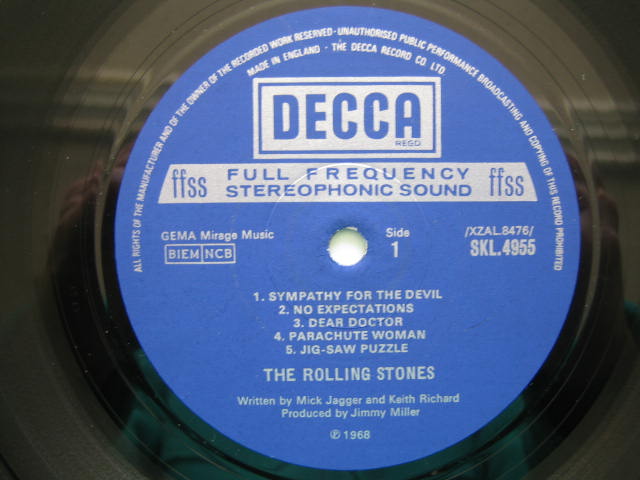 ALL RIGHTS OF THE MANUFACTURER AND OF THE OWNER OF THE RECORDED WORK RESERVED · UNAUTHORISED PUBLIC PERFORMANCE BROADCASTING AND COPYING OF THIS RECORD PROHIBITED
MADE IN ENGLAND · THE DECCA RECORD CO LTD.
DECCA
REGD
ffss FULL FREQUENCY STEREOPHONIC SOUND ffss
GEMA Mirage Music
BIEM NCB
Side
1
/XZAL.8476/
SKL.4955
1. SYMPATHY FOR THE DEVIL
2. NO EXPECTATIONS
3. DEAR DOCTOR
4. PARACHUTE WOMAN
5. JIG-SAW PUZZLE
THE ROLLING STONES
Written by Mick Jagger and Keith Richard
Produced by Jimmy Miller
℗ 1968